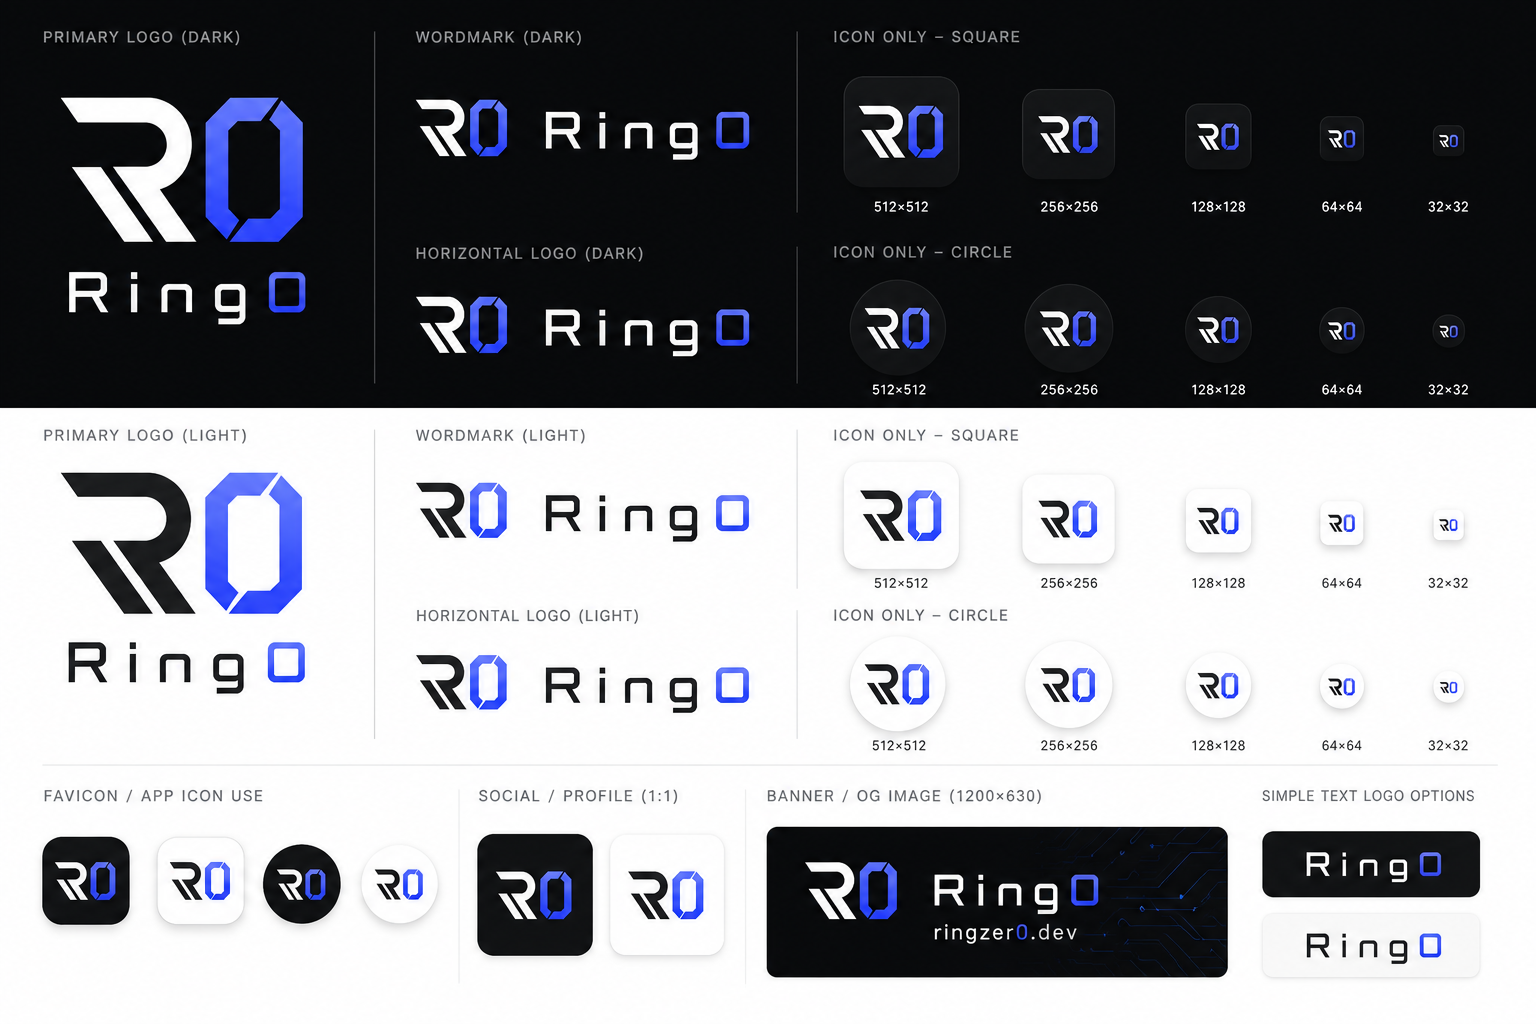 PRIMARY LOGO (DARK)
R0
Ring0
WORDMARK (DARK)
R0 Ring0
HORIZONTAL LOGO (DARK)
R0 Ring0
ICON ONLY – SQUARE
R0 R0 R0 R0 R0
512×512 256×256 128×128 64×64 32×32
ICON ONLY – CIRCLE
R0 R0 R0 R0 R0
512×512 256×256 128×128 64×64 32×32
PRIMARY LOGO (LIGHT)
R0
Ring0
WORDMARK (LIGHT)
R0 Ring0
HORIZONTAL LOGO (LIGHT)
R0 Ring0
ICON ONLY – SQUARE
R0 R0 R0 R0 R0
512×512 256×256 128×128 64×64 32×32
ICON ONLY – CIRCLE
R0 R0 R0 R0 R0
512×512 256×256 128×128 64×64 32×32
FAVICON / APP ICON USE
R0 R0 R0 R0
SOCIAL / PROFILE (1:1)
R0 R0
BANNER / OG IMAGE (1200×630)
R0 Ring0
ringzer0.dev
SIMPLE TEXT LOGO OPTIONS
Ring0
Ring0